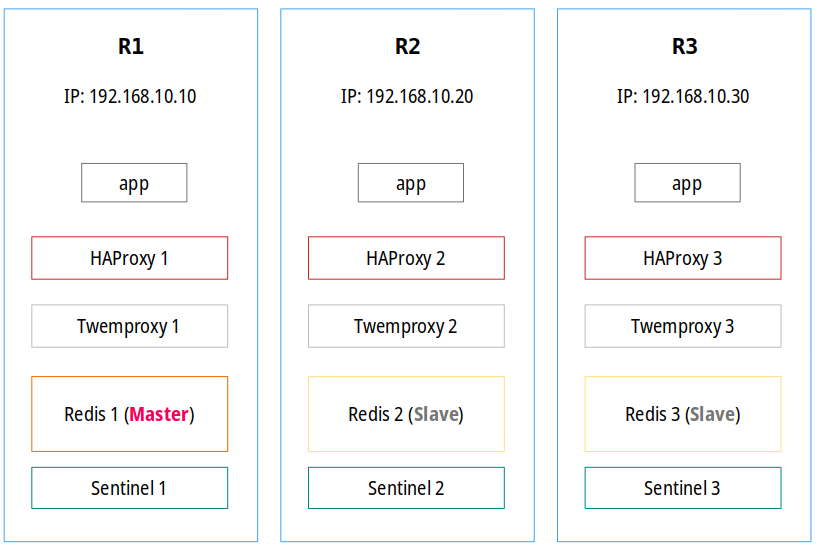 R1
IP: 192.168.10.10
app
HAProxy 1
Twemproxy 1
Redis 1 (Master)
Sentinel 1
R2
IP: 192.168.10.20
app
HAProxy 2
Twemproxy 2
Redis 2 (Slave)
Sentinel 2
R3
IP: 192.168.10.30
app
HAProxy 3
Twemproxy 3
Redis 3 (Slave)
Sentinel 3